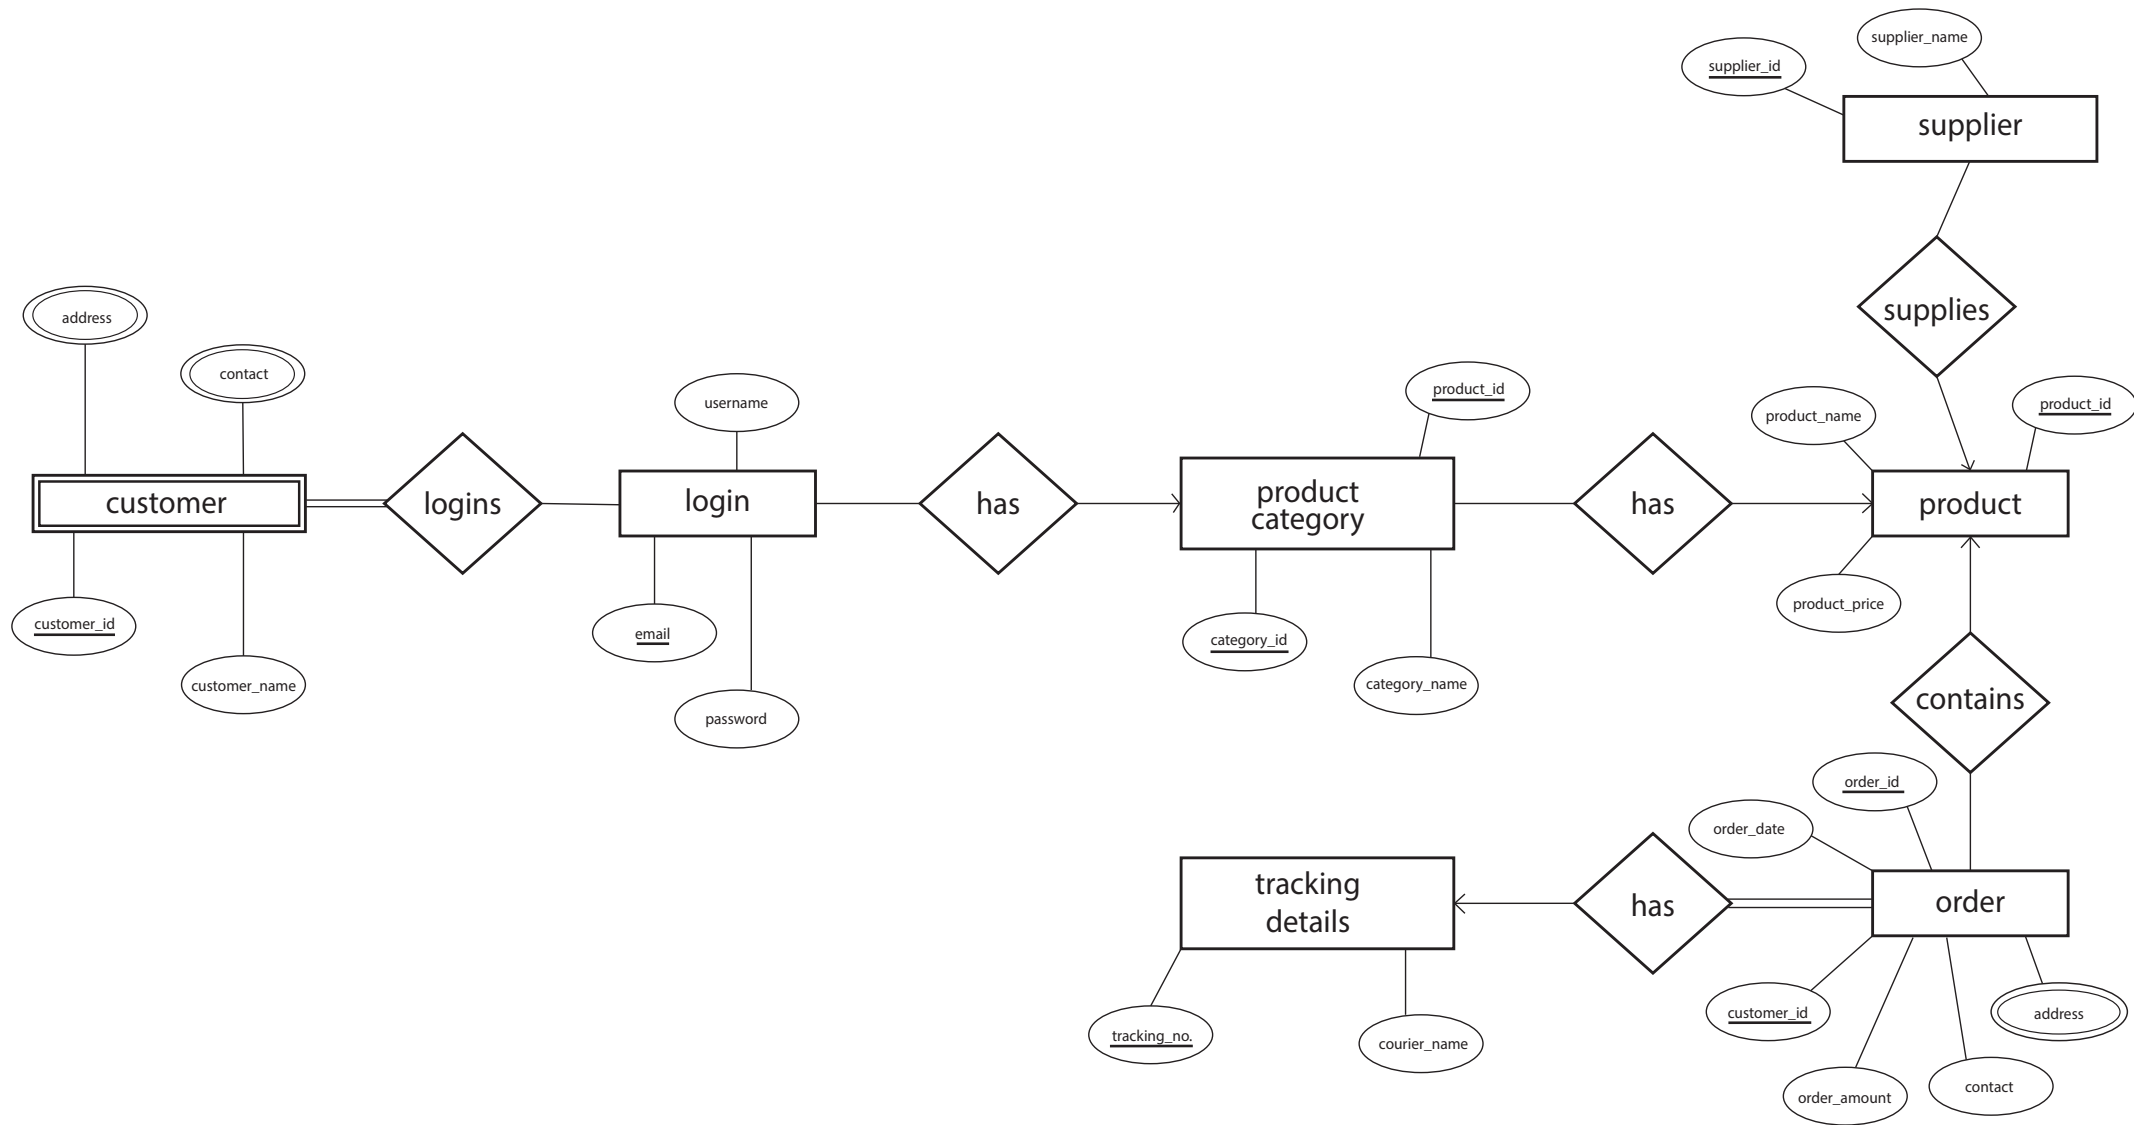 supplier_name
supplier_id
supplier
supplies
address
contact
username
product_id
product_name
product_id
customer
logins
login
has
product
category
has
product
customer_id
customer_name
email
password
category_id
category_name
product_price
contains
order_id
order_date
tracking
details
has
order
tracking_no.
courier_name
customer_id
address
order_amount
contact